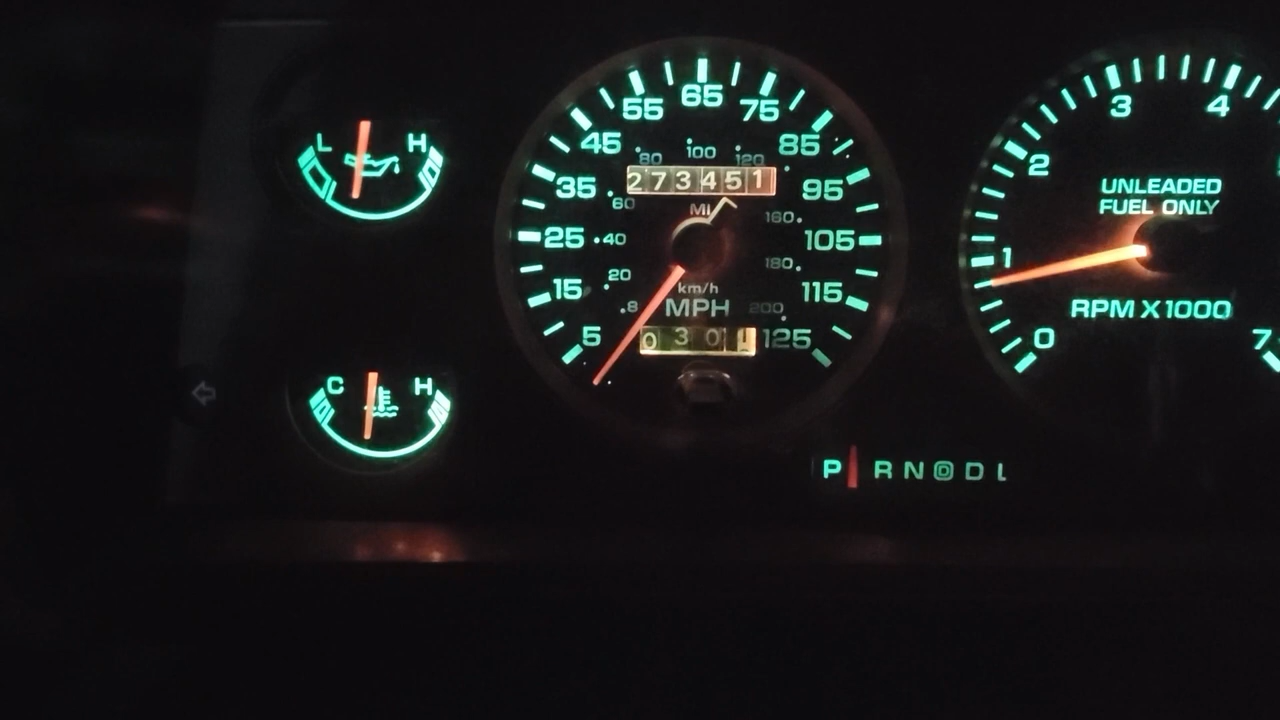 L H
C H
5 15 25 35 45 55 65 75 85 95 105 115 125
8 20 40 60 80 100 120 160 180 200
273451
MI
km/h
MPH
0301
P R N D D L
0 1 2 3 4 7
UNLEADED
FUEL ONLY
RPM X1000